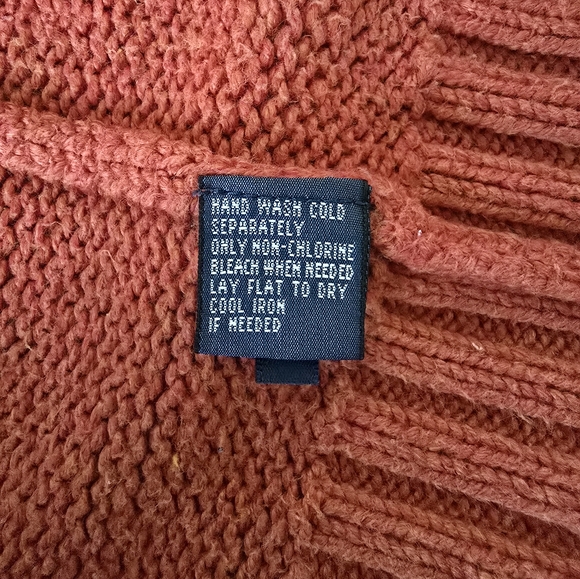 HAND WASH COLD
SEPARATELY
ONLY NON-CHLORINE
BLEACH WHEN NEEDED
LAY FLAT TO DRY
COOL IRON
IF NEEDED